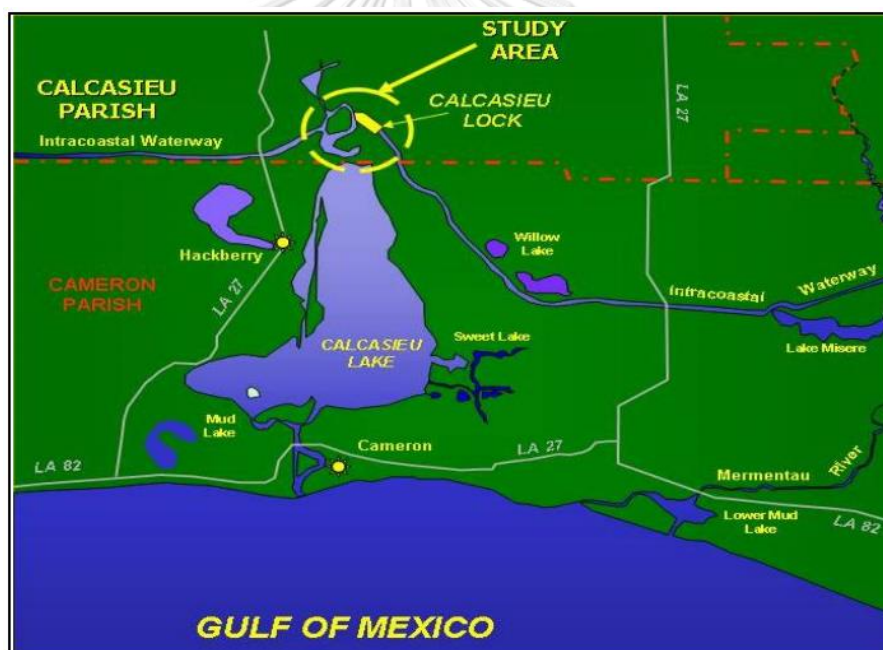 STUDY
AREA
CALCASIEU
PARISH
CALCASIEU
LOCK
LA 27
Intracoastal Waterway
Hackberry
Willow
Lake
CAMERON
PARISH
LA 27
Intracoastal
Waterway
Sweet Lake
CALCASIEU
LAKE
Lake Misere
Mud
Lake
Cameron
LA 27
LA 82
Mermentau
River
Lower Mud
Lake
LA 82
GULF OF MEXICO